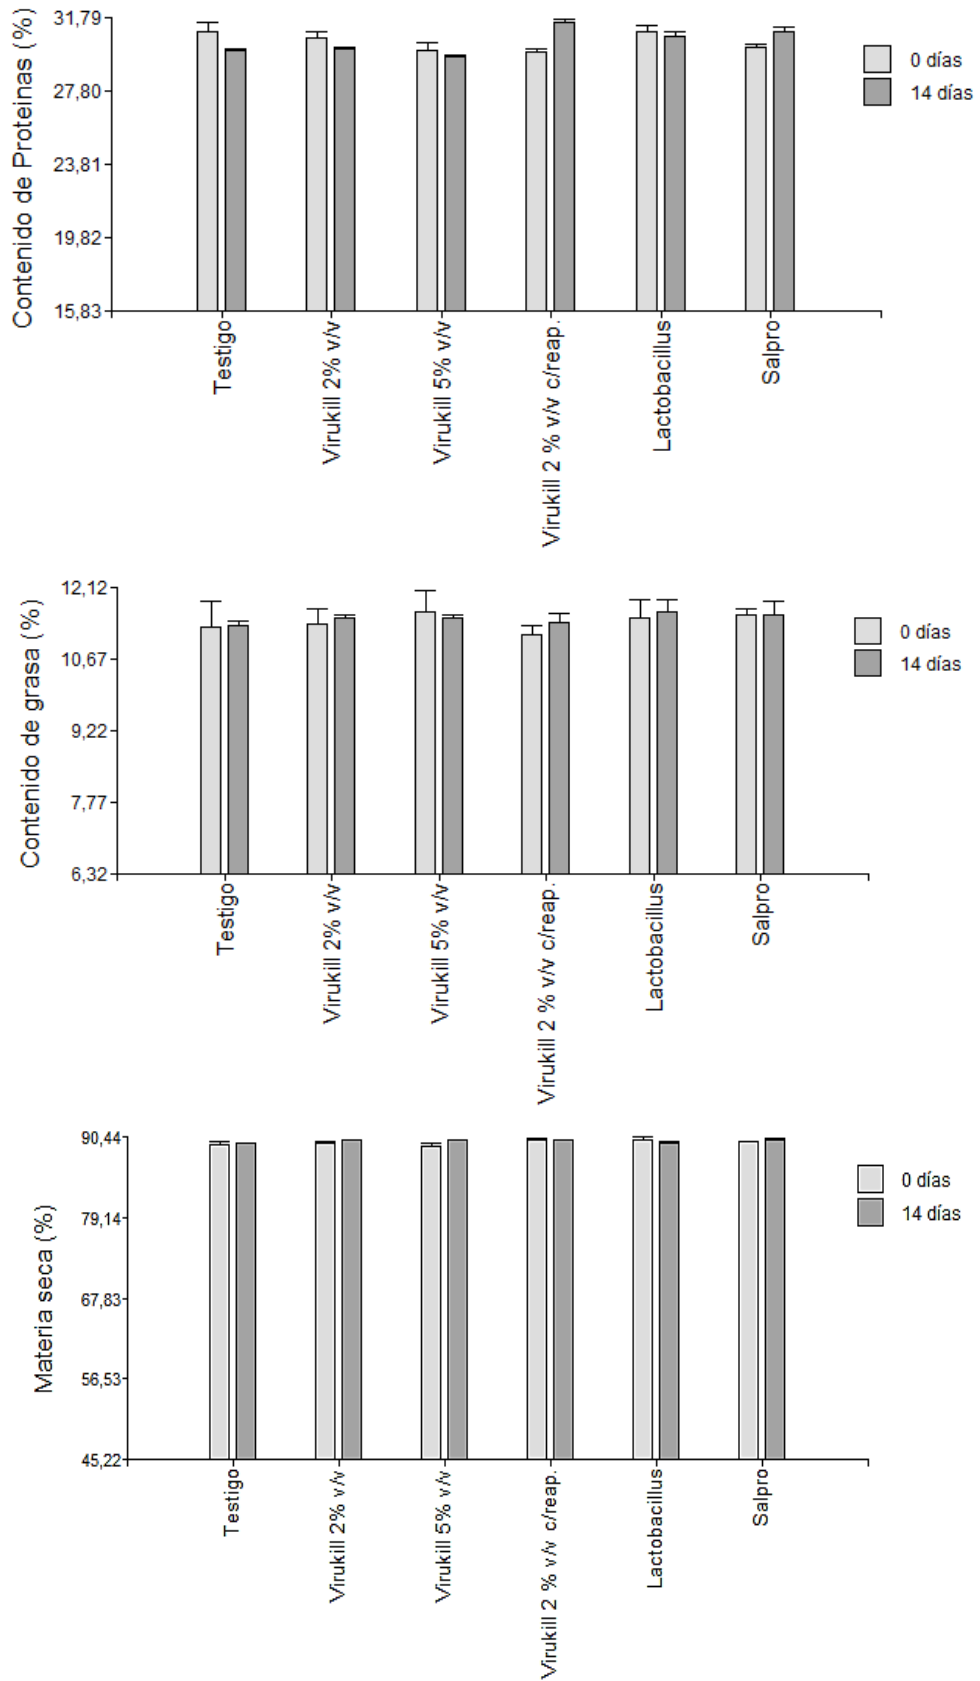 Contenido de Proteinas (%)
31,79
27,80
23,81
19,82
15,83
0 días
14 días
Testigo
Virukill 2% v/v
Virukill 5% v/v
Virukill 2 % v/v c/reap.
Lactobacillus
Salpro
Contenido de grasa (%)
12,12
10,67
9,22
7,77
6,32
0 días
14 días
Testigo
Virukill 2% v/v
Virukill 5% v/v
Virukill 2 % v/v c/reap.
Lactobacillus
Salpro
Materia seca (%)
90,44
79,14
67,83
56,53
45,22
0 días
14 días
Testigo
Virukill 2% v/v
Virukill 5% v/v
Virukill 2 % v/v c/reap.
Lactobacillus
Salpro